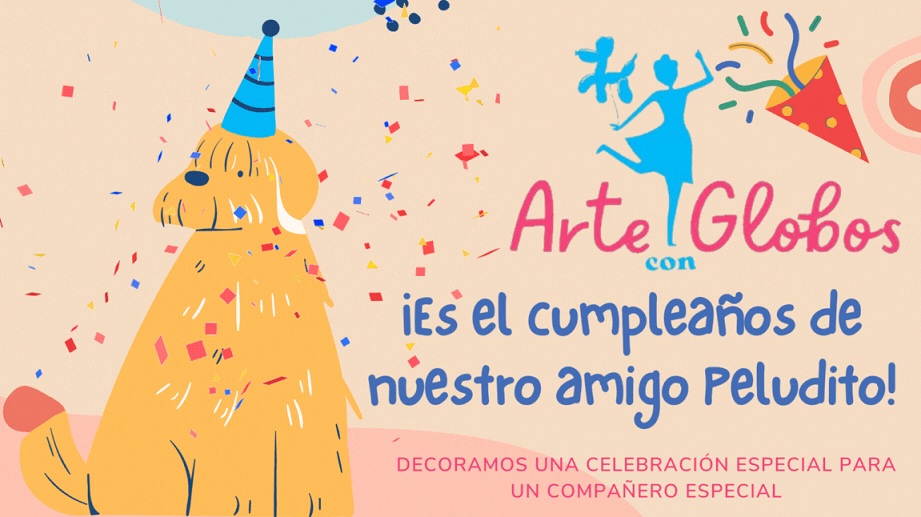 Arte con Globos
¡Es el cumpleaños de
nuestro amigo Peludito!
DECORAMOS UNA CELEBRACIÓN ESPECIAL PARA
UN COMPAÑERO ESPECIAL